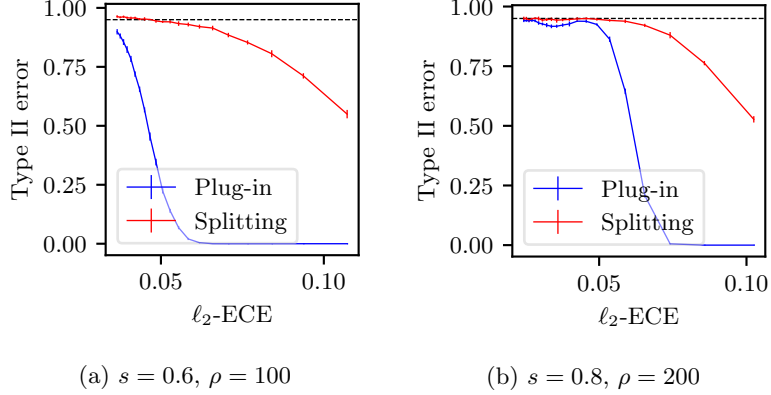 1.00
0.75
0.50
0.25
0.00
Type II error
Plug-in
Splitting
0.05 0.10
ℓ₂-ECE
(a) s = 0.6, ρ = 100
1.00
0.75
0.50
0.25
0.00
Type II error
Plug-in
Splitting
0.05 0.10
ℓ₂-ECE
(b) s = 0.8, ρ = 200